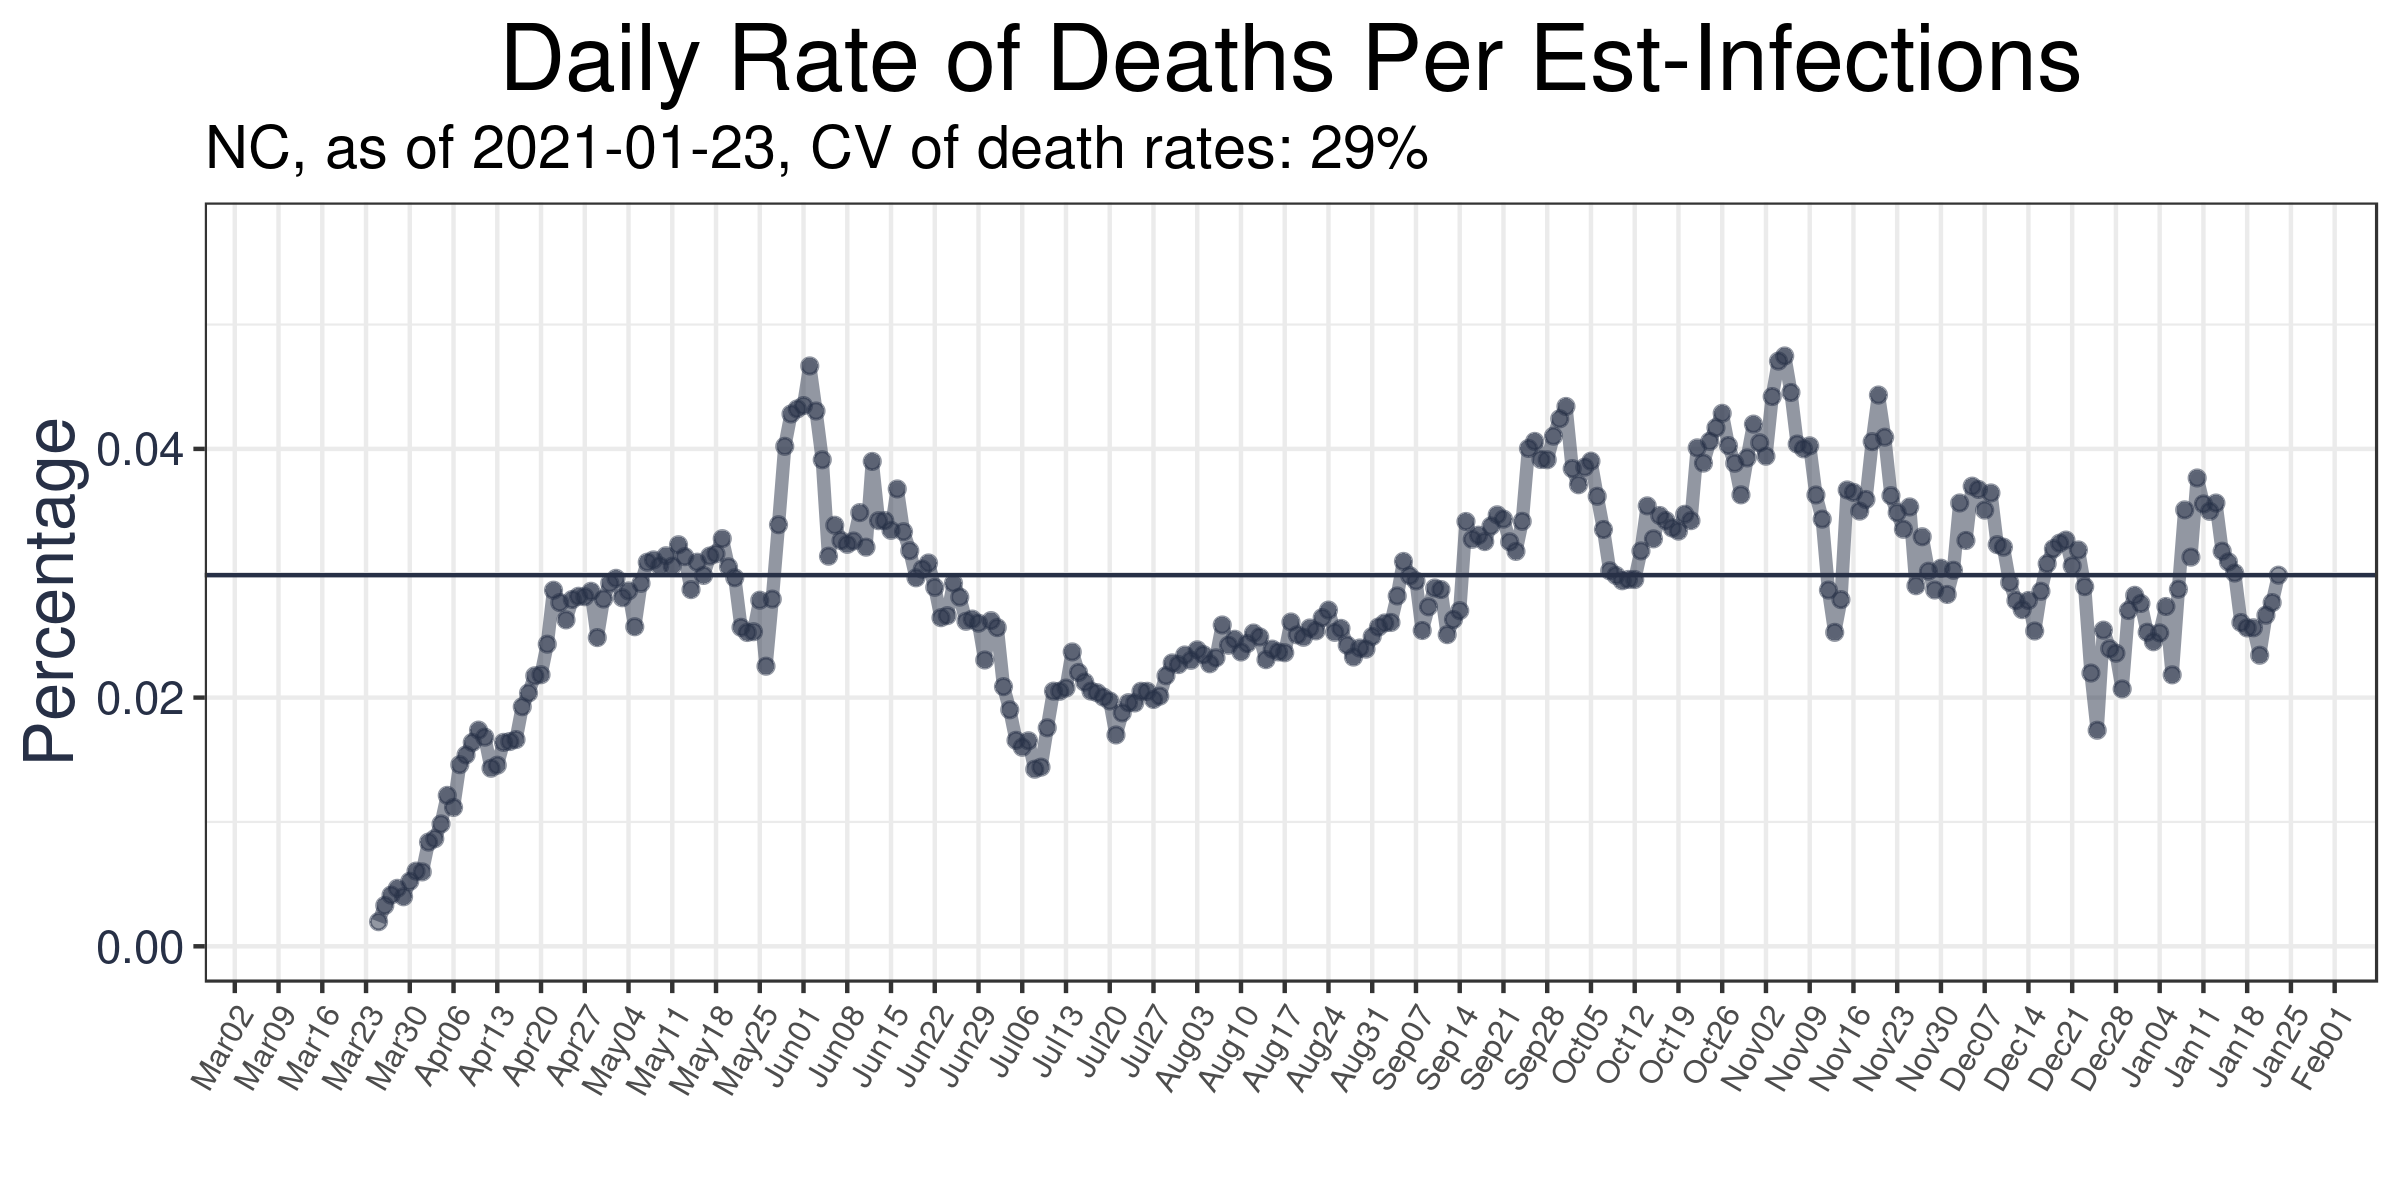 Daily Rate of Deaths Per Est-Infections
NC, as of 2021-01-23, CV of death rates: 29%
Percentage
0.04
0.02
0.00
Mar02 Mar09 Mar16 Mar23 Mar30 Apr06 Apr13 Apr20 Apr27 May04 May11 May18 May25 Jun01 Jun08 Jun15 Jun22 Jun29 Jul06 Jul13 Jul20 Jul27 Aug03 Aug10 Aug17 Aug24 Aug31 Sep07 Sep14 Sep21 Sep28 Oct05 Oct12 Oct19 Oct26 Nov02 Nov09 Nov16 Nov23 Nov30 Dec07 Dec14 Dec21 Dec28 Jan04 Jan11 Jan18 Jan25 Feb01